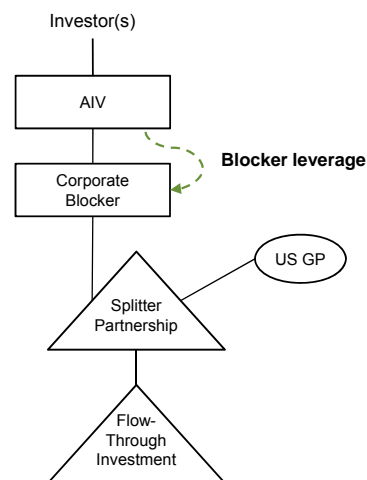 Investor(s)
AIV
Blocker leverage
Corporate
Blocker
US GP
Splitter
Partnership
Flow-
Through
Investment